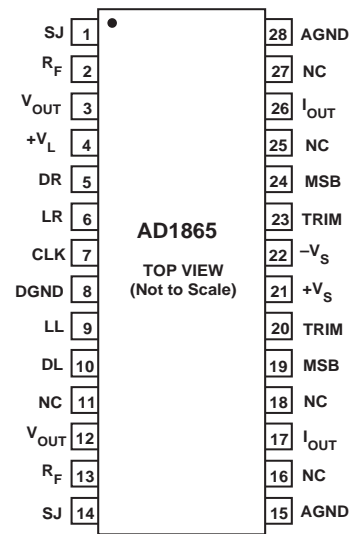 SJ 1 28 AGND
R_F 2 27 NC
V_OUT 3 26 I_OUT
+V_L 4 25 NC
DR 5 24 MSB
LR 6 23 TRIM
AD1865
CLK 7 22 –V_S
TOP VIEW
(Not to Scale)
DGND 8 21 +V_S
LL 9 20 TRIM
DL 10 19 MSB
NC 11 18 NC
V_OUT 12 17 I_OUT
R_F 13 16 NC
SJ 14 15 AGND